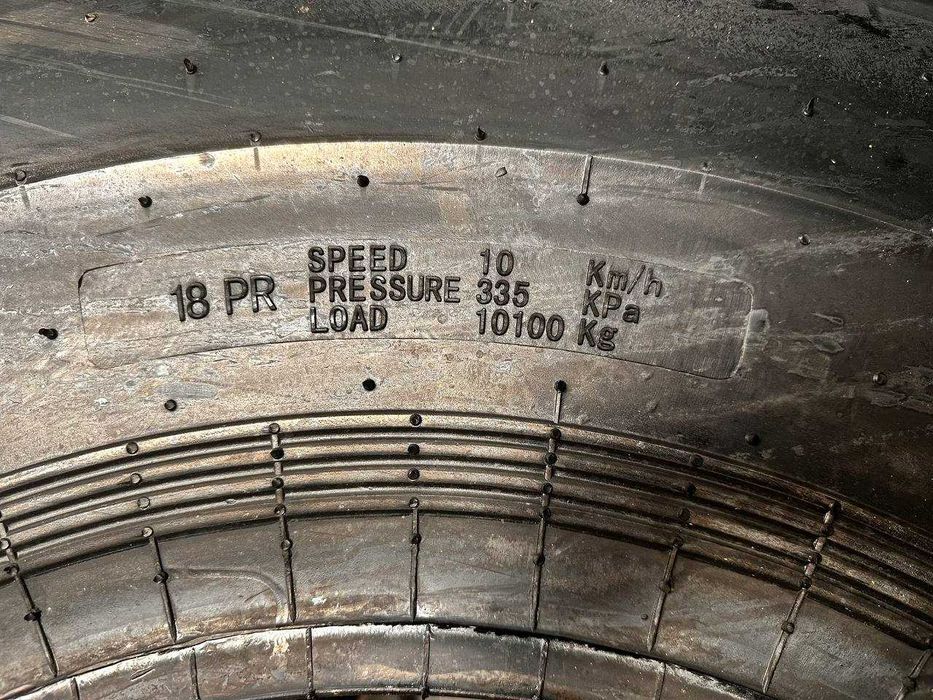 18 PR
SPEED 10 Km/h
PRESSURE 335 KPa
LOAD 10100 Kg